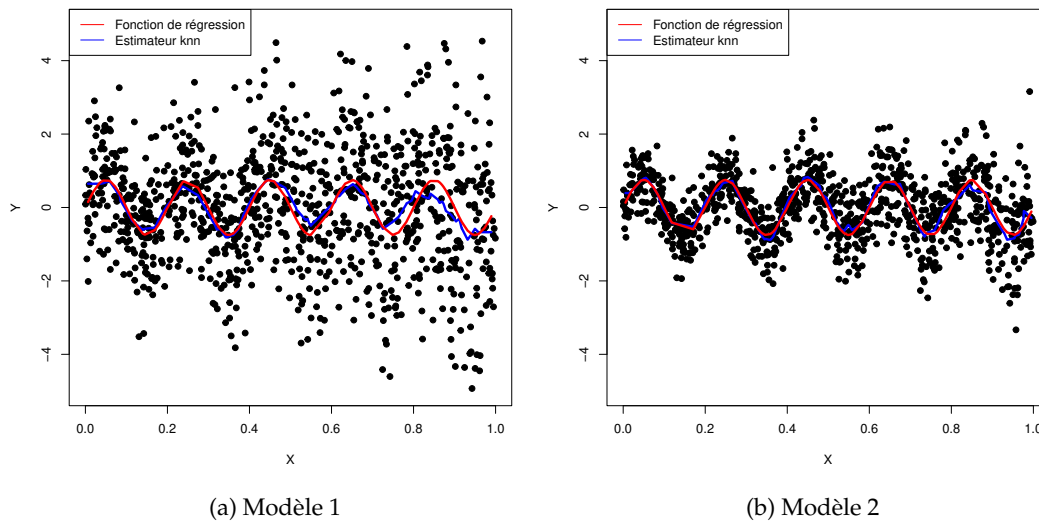 Fonction de régression
Estimateur knn
Y
4
2
0
-2
-4
0.0 0.2 0.4 0.6 0.8 1.0
X
(a) Modèle 1
Fonction de régression
Estimateur knn
Y
4
2
0
-2
-4
0.0 0.2 0.4 0.6 0.8 1.0
X
(b) Modèle 2